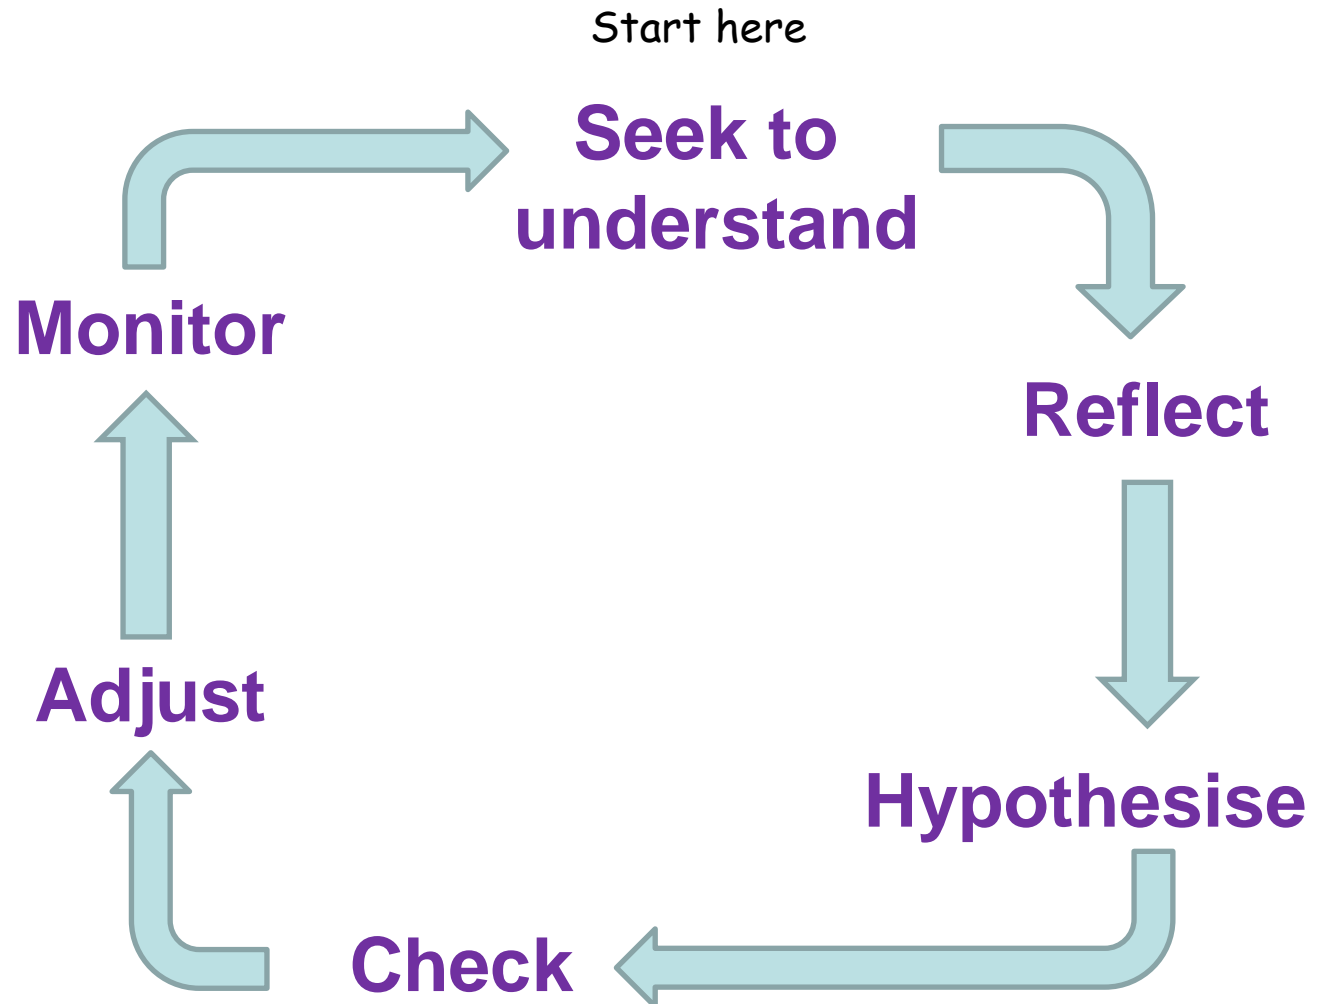 Start here
Seek to
understand
Reflect
Hypothesise
Check
Adjust
Monitor